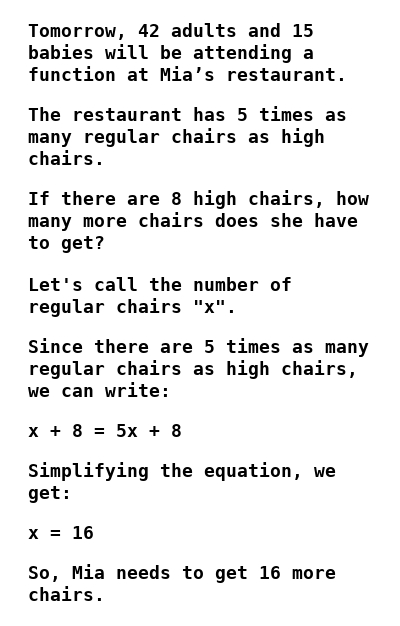 Tomorrow, 42 adults and 15
babies will be attending a
function at Mia’s restaurant.
The restaurant has 5 times as
many regular chairs as high
chairs.
If there are 8 high chairs, how
many more chairs does she have
to get?
Let's call the number of
regular chairs "x".
Since there are 5 times as many
regular chairs as high chairs,
we can write:
x + 8 = 5x + 8
Simplifying the equation, we
get:
x = 16
So, Mia needs to get 16 more
chairs.